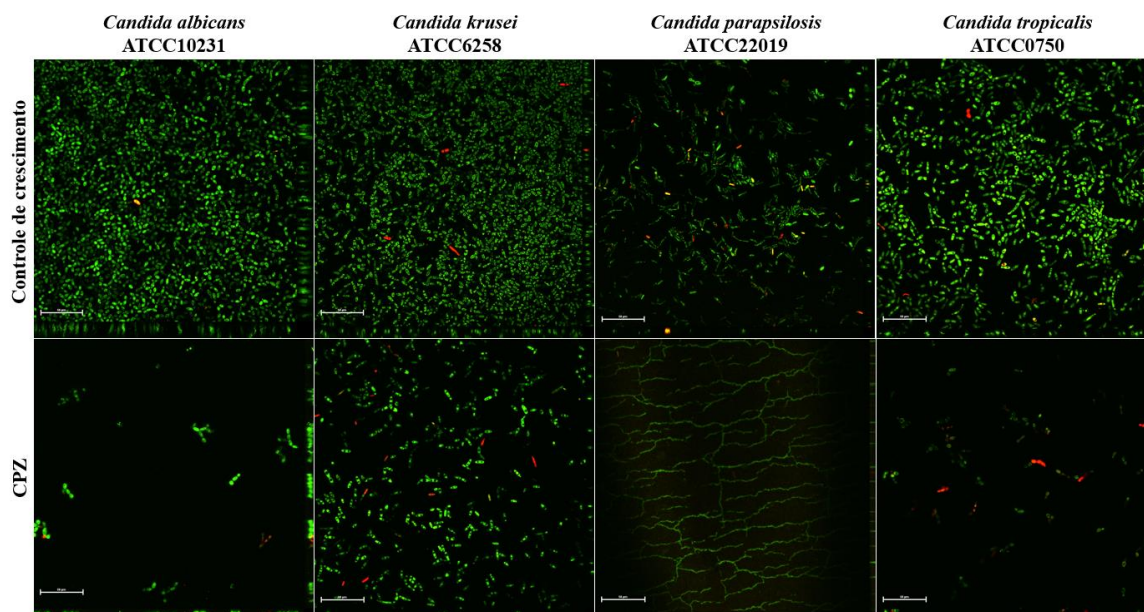 Candida albicans
ATCC10231
Candida krusei
ATCC6258
Candida parapsilosis
ATCC22019
Candida tropicalis
ATCC0750
Controle de crescimento
CPZ